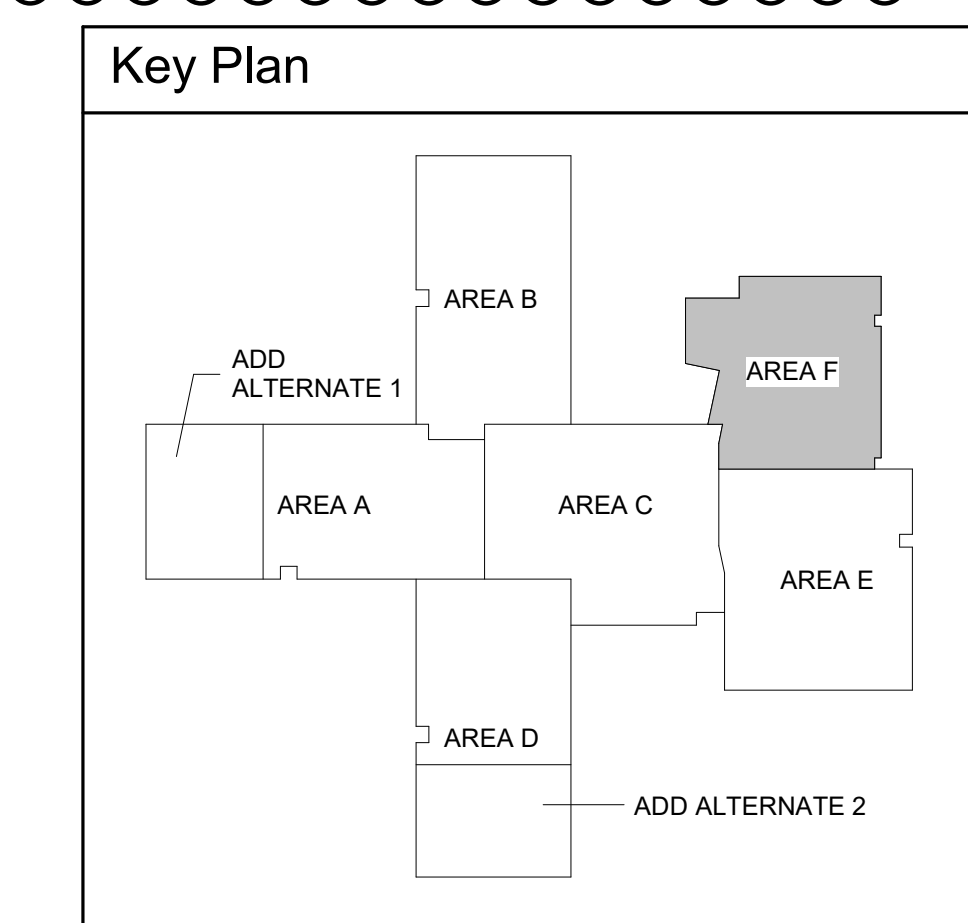 Key Plan
AREA B
ADD
ALTERNATE 1
AREA F
AREA A
AREA C
AREA E
AREA D
ADD ALTERNATE 2